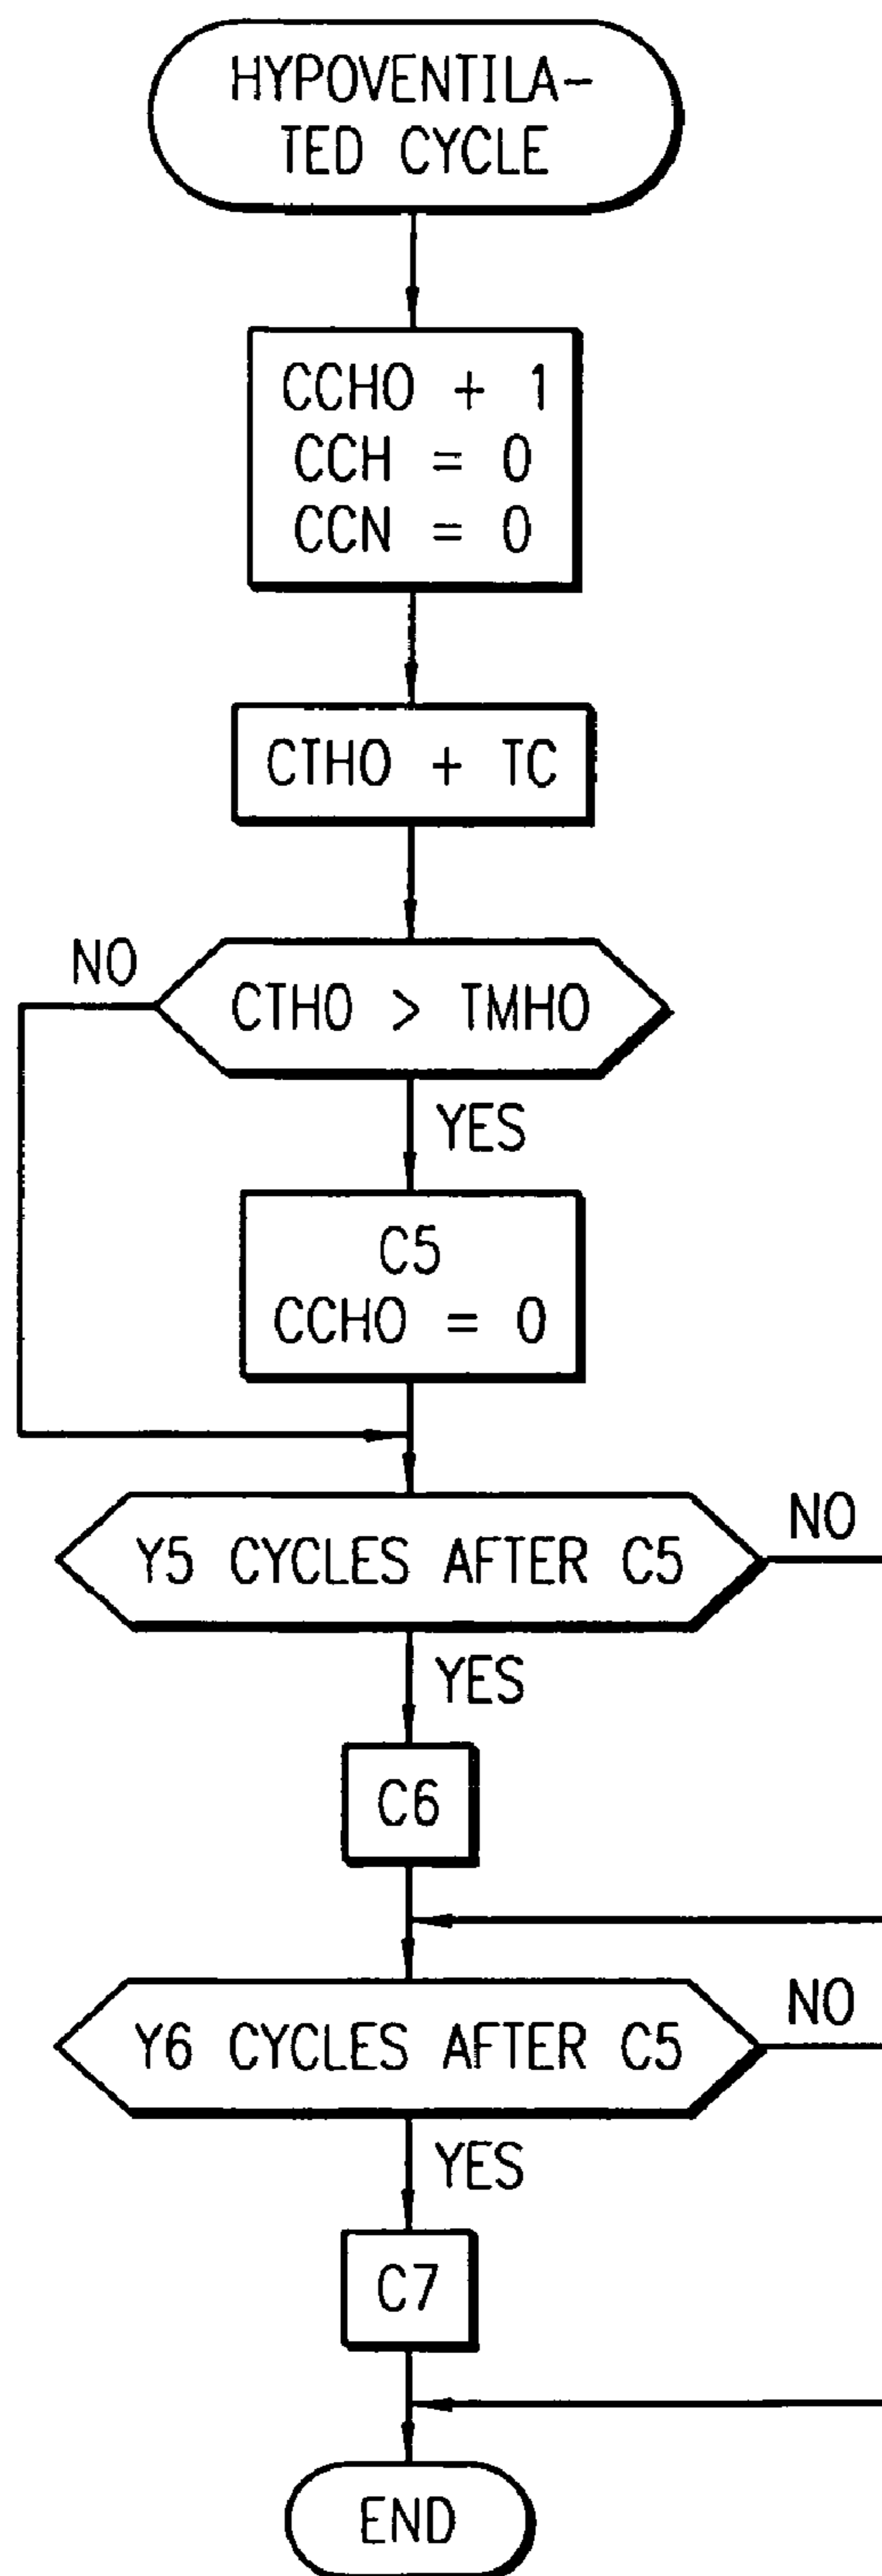 HYPOVENTILA-
TED CYCLE
CCHO + 1
CCH = 0
CCN = 0
CTHO + TC
NO
CTHO > TMHO
YES
C5
CCHO = 0
Y5 CYCLES AFTER C5
NO
YES
C6
Y6 CYCLES AFTER C5
NO
YES
C7
END